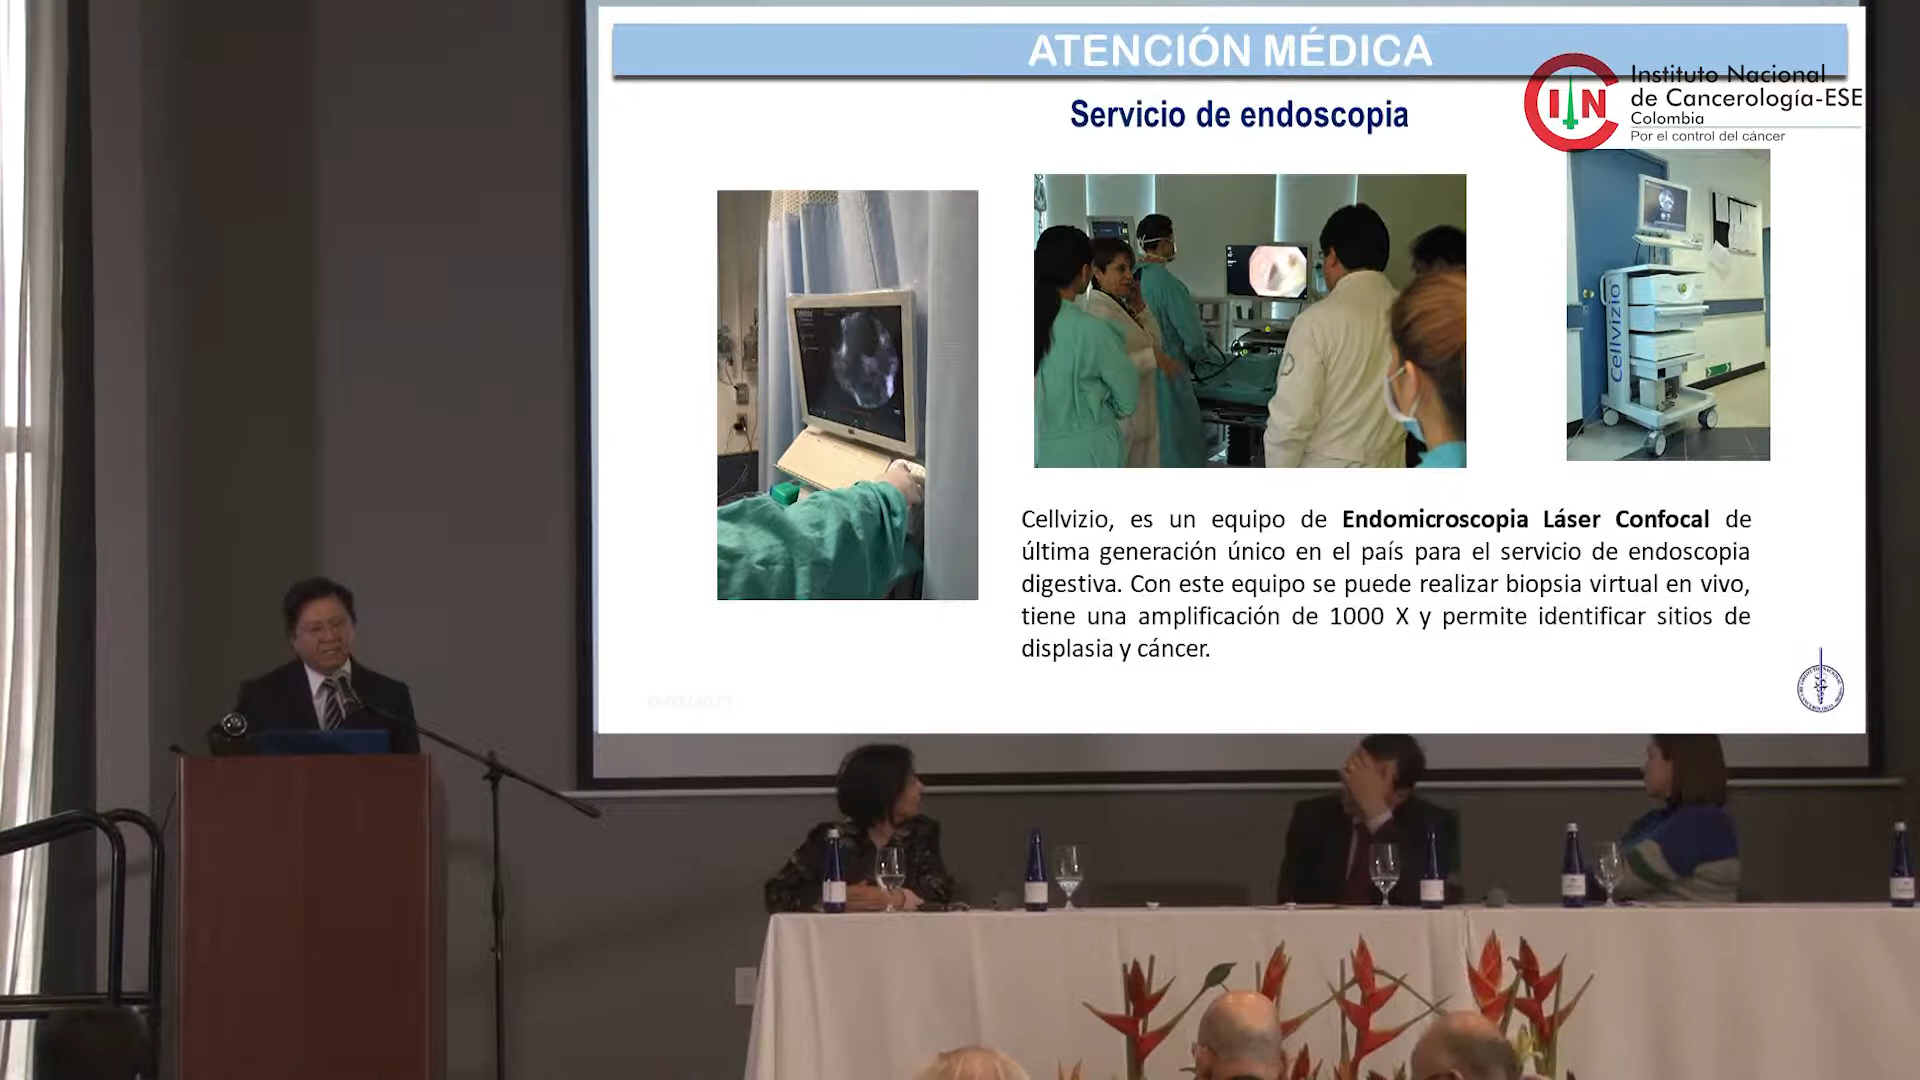 ATENCIÓN MÉDICA
Instituto Nacional
de Cancerología-ESE
Colombia
Por el control del cáncer
Servicio de endoscopia
Cellvizio
Cellvizio, es un equipo de Endomicroscopia Láser Confocal de
última generación único en el país para el servicio de endoscopia
digestiva. Con este equipo se puede realizar biopsia virtual en vivo,
tiene una amplificación de 1000 X y permite identificar sitios de
displasia y cáncer.